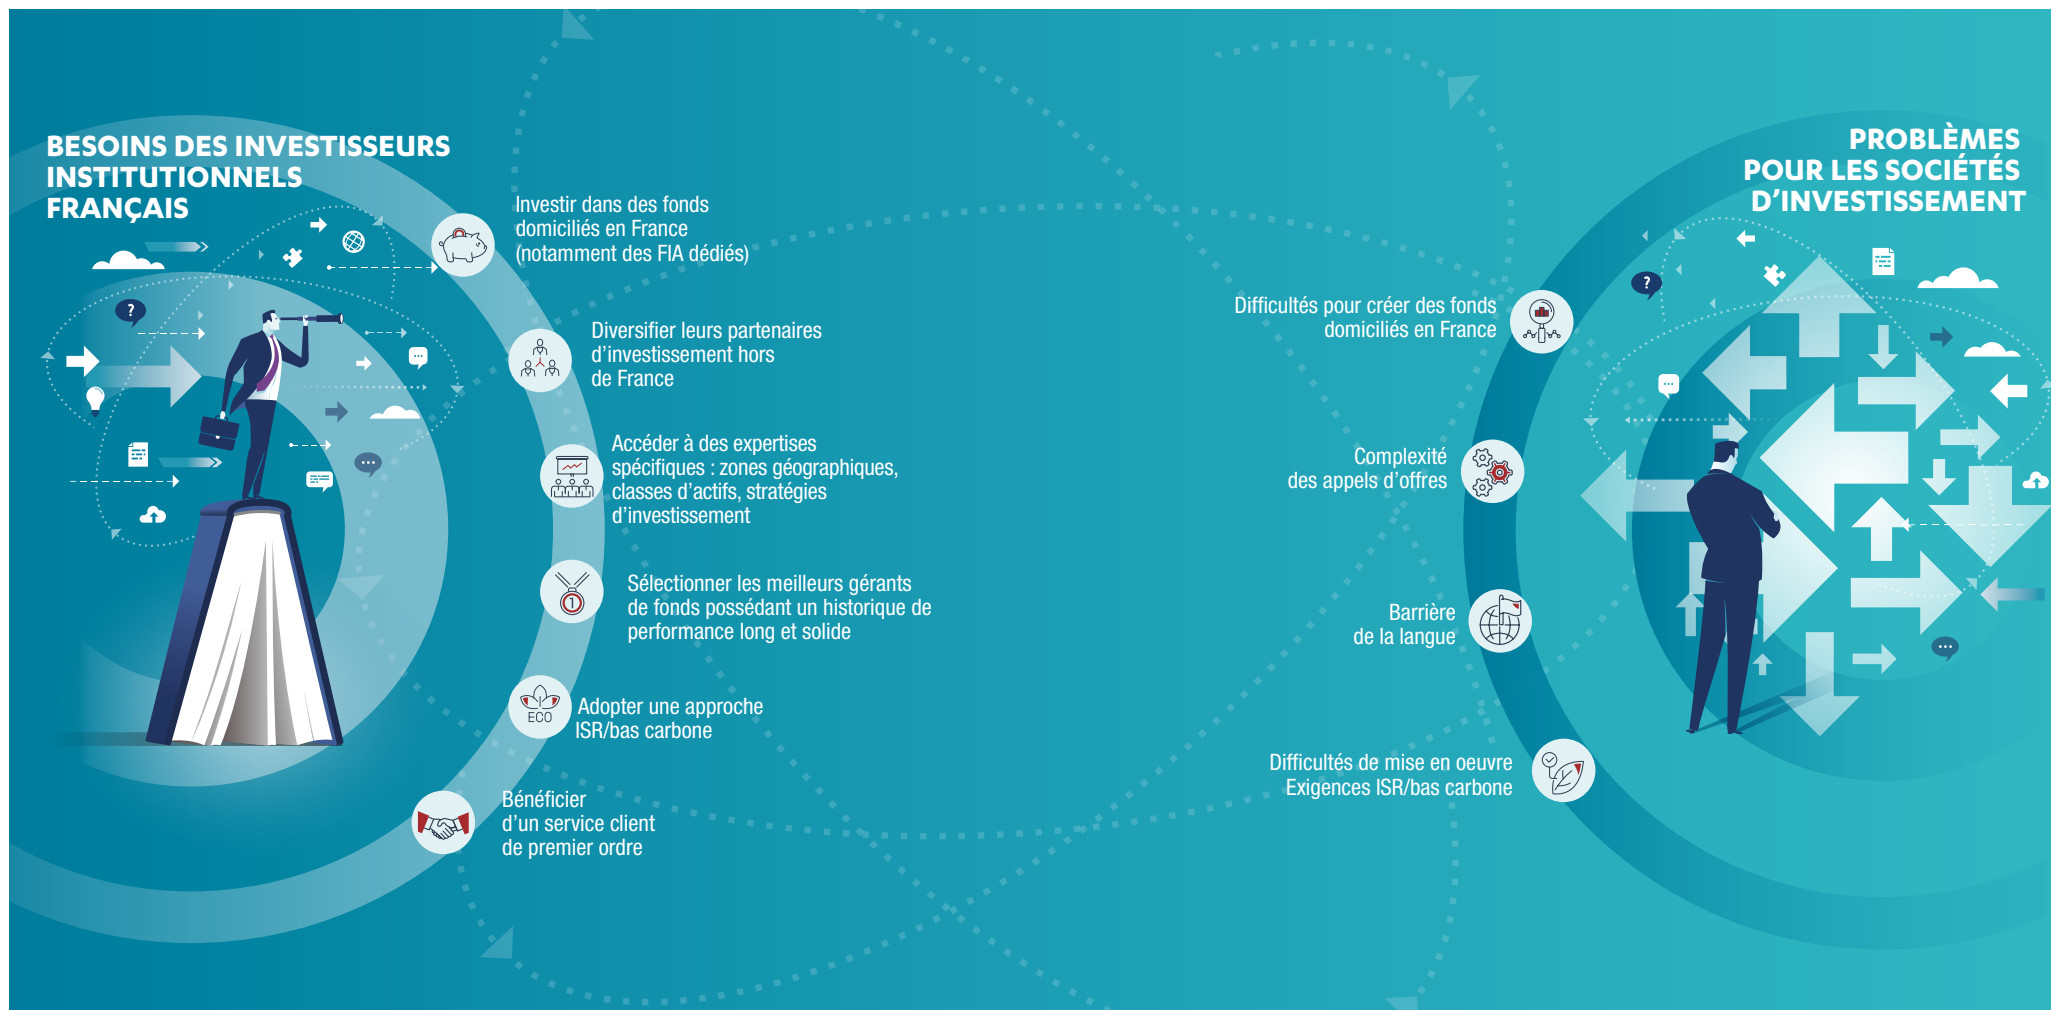 BESOINS DES INVESTISSEURS
INSTITUTIONNELS
FRANÇAIS
Investir dans des fonds
domiciliés en France
(notamment des FIA dédiés)
Diversifier leurs partenaires
d'investissement hors
de France
Accéder à des expertises
spécifiques : zones géographiques,
classes d'actifs, stratégies
d'investissement
Sélectionner les meilleurs gérants
de fonds possédant un historique de
performance long et solide
1
ECO
Adopter une approche
ISR/bas carbone
Bénéficier
d'un service client
de premier ordre
?
PROBLÈMES
POUR LES SOCIÉTÉS
D'INVESTISSEMENT
?
Difficultés pour créer des fonds
domiciliés en France
Complexité
des appels d'offres
Barrière
de la langue
Difficultés de mise en oeuvre
Exigences ISR/bas carbone